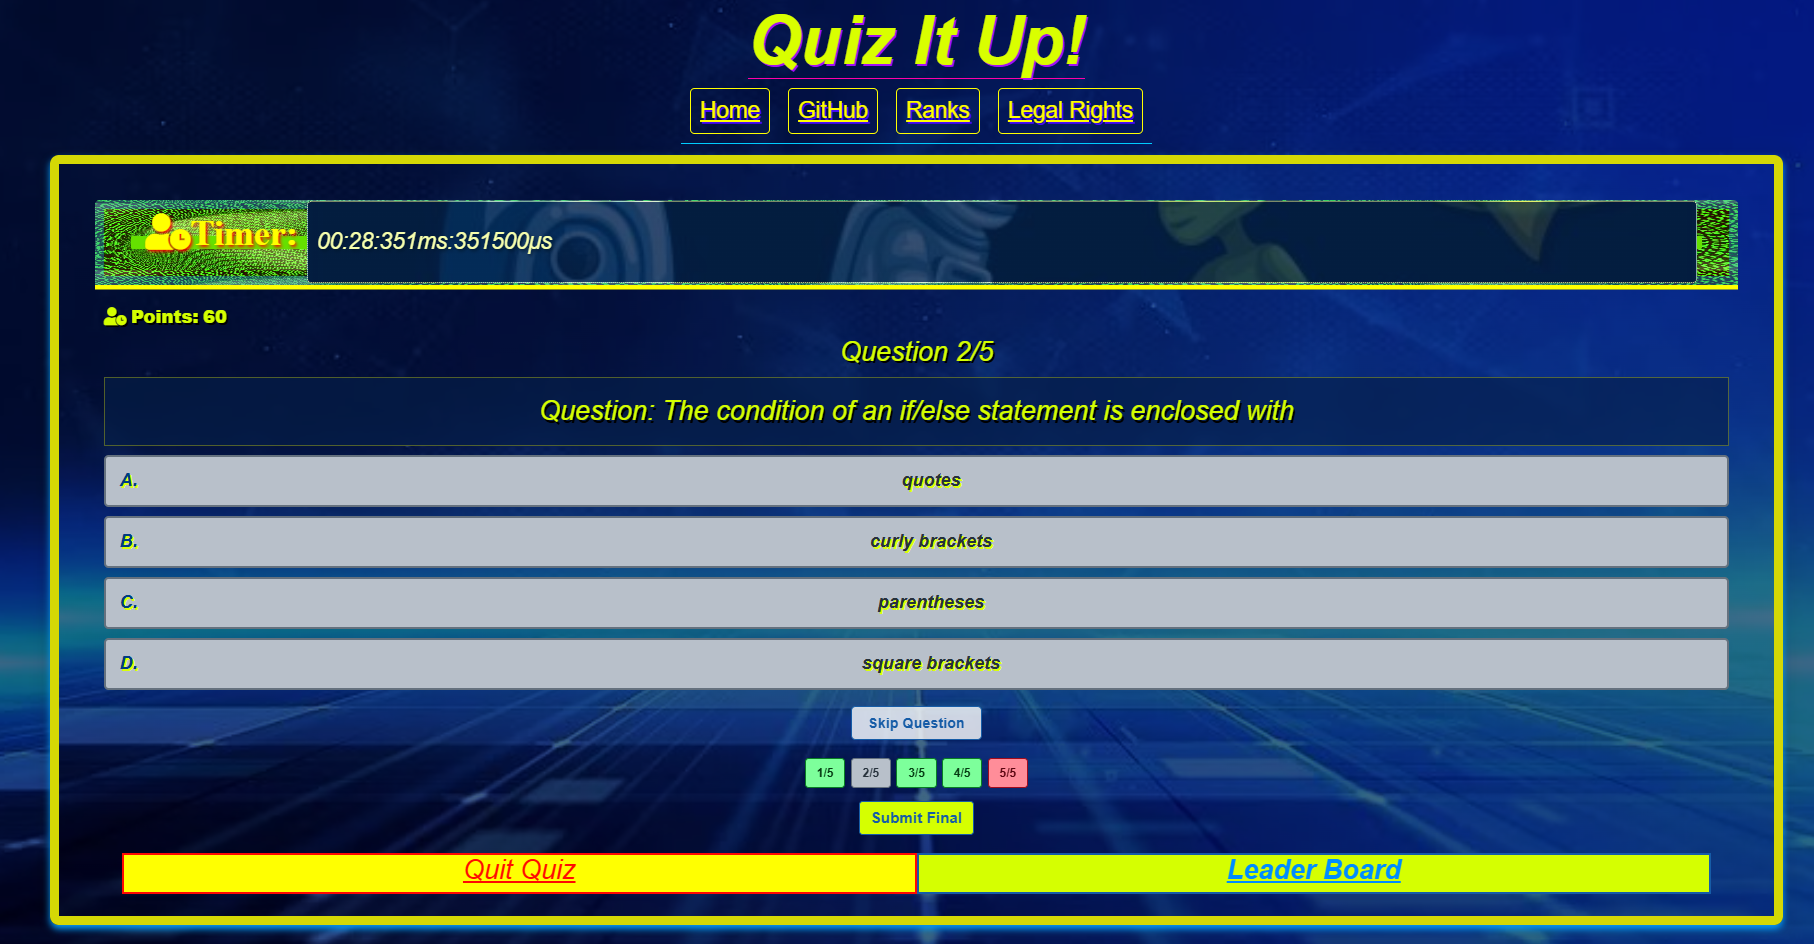 Quiz It Up!
Home GitHub Ranks Legal Rights
Timer: 00:28:351ms:351500µs
Points: 60
Question 2/5
Question: The condition of an if/else statement is enclosed with
A. quotes
B. curly brackets
C. parentheses
D. square brackets
Skip Question
1/5 2/5 3/5 4/5 5/5
Submit Final
Quit Quiz Leader Board